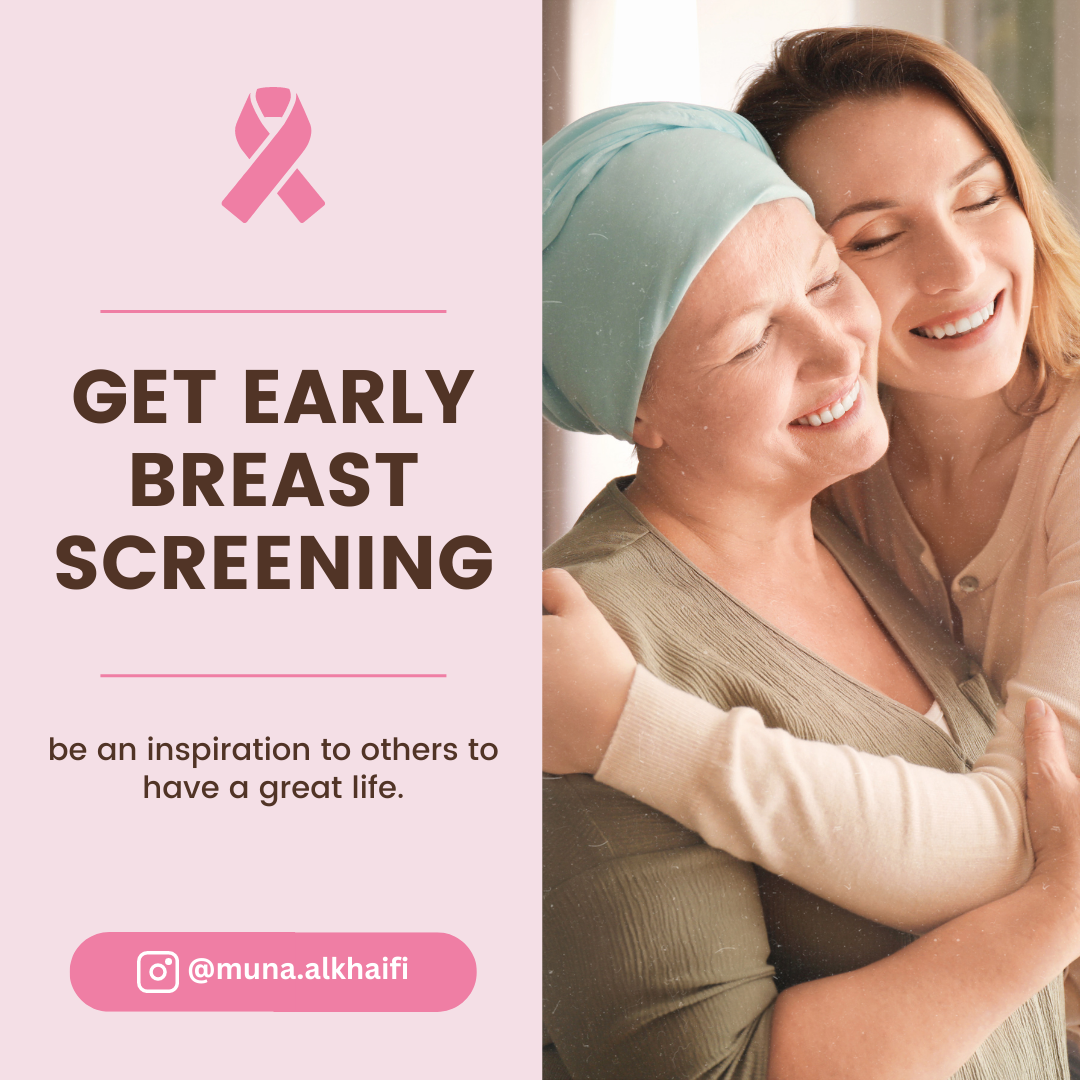 GET EARLY
BREAST
SCREENING
be an inspiration to others to
have a great life.
@muna.alkhaifi